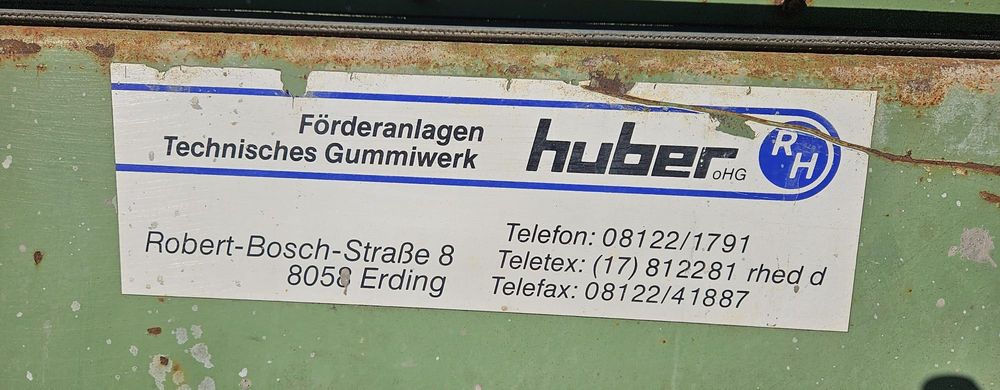 Förderanlagen
Technisches Gummiwerk
huber oHG
RH
Robert-Bosch-Straße 8
8058 Erding
Telefon: 08122/1791
Teletex: (17) 812281 rhed d
Telefax: 08122/41887